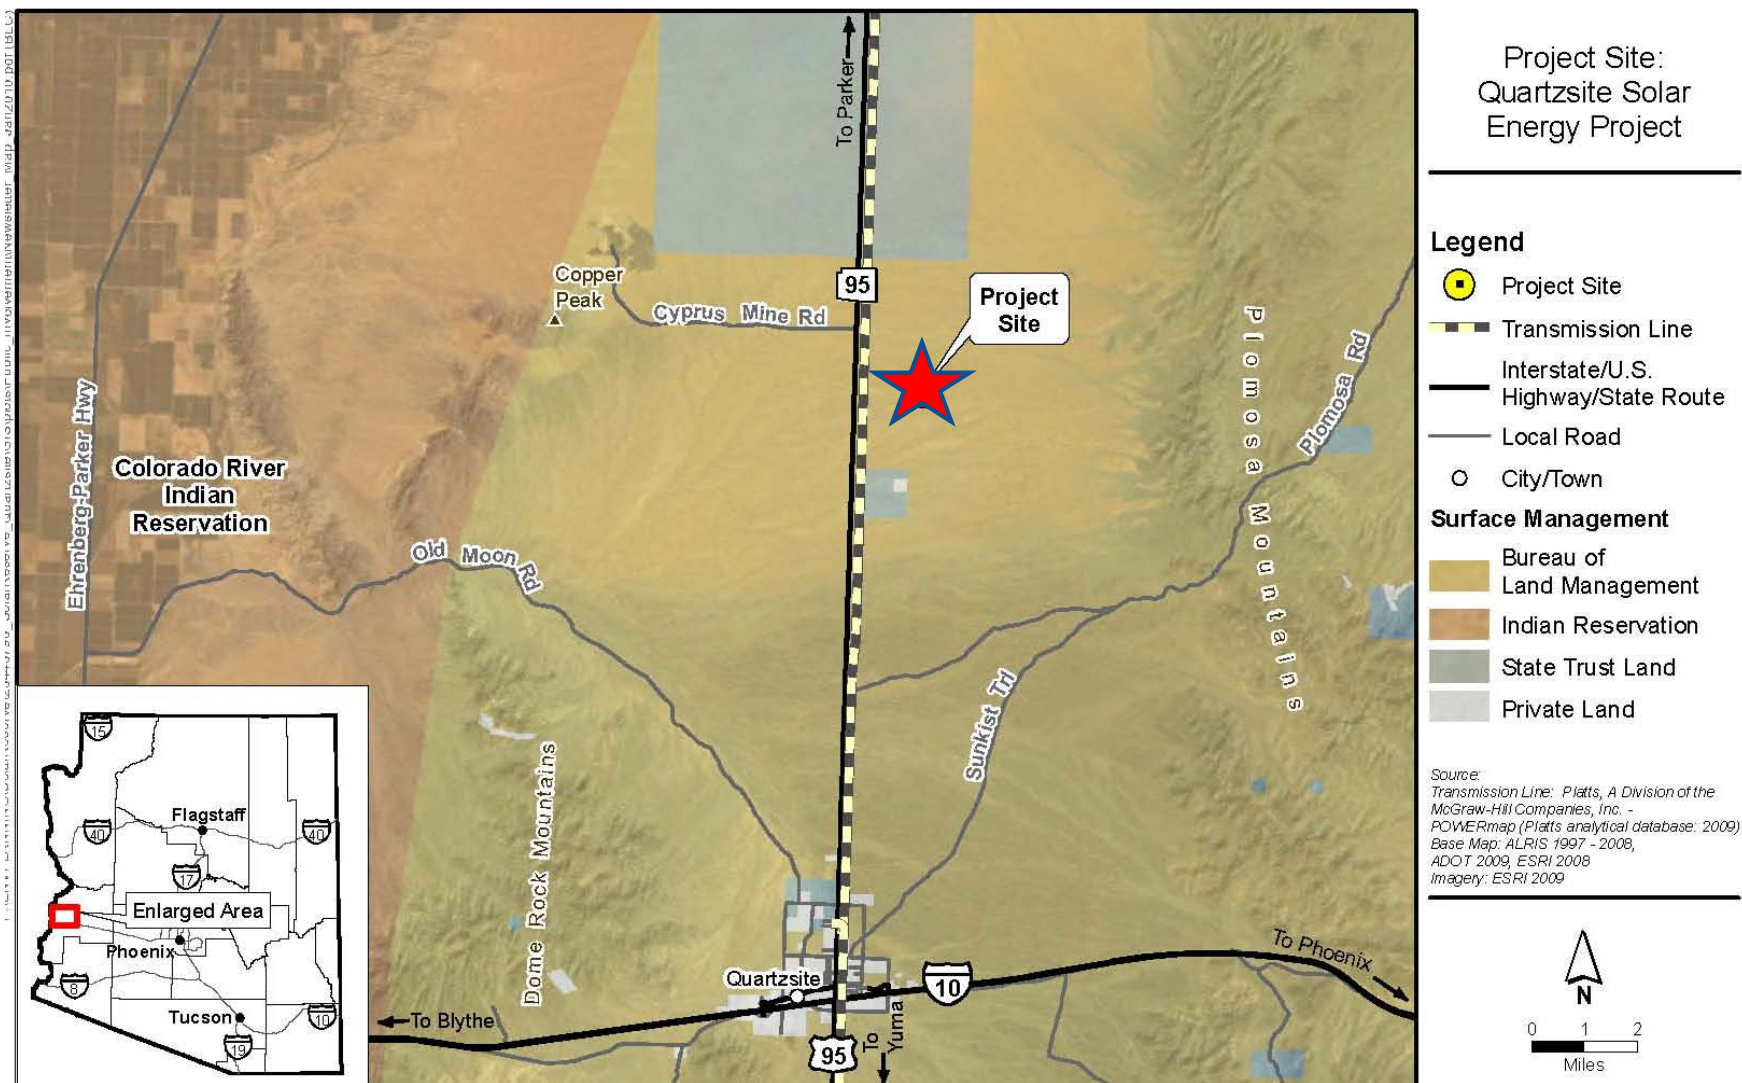 Project Site:
Quartzsite Solar
Energy Project
Legend
Project Site
Transmission Line
Interstate/U.S.
Highway/State Route
Local Road
City/Town
Surface Management
Bureau of
Land Management
Indian Reservation
State Trust Land
Private Land
Source:
Transmission Line: Platts, A Division of the
McGraw-Hill Companies, Inc. -
POWERmap (Platts analytical database: 2009)
Base Map: ALRIS 1997 - 2008,
ADOT 2009, ESRI 2008
Imagery: ESRI 2009
N
0 1 2
Miles
To Parker
95
Copper
Peak
Cyprus Mine Rd
Project
Site
Plomosa Rd
Plomosa Mountains
Ehrenberg-Parker Hwy
Colorado River
Indian
Reservation
Old Moon Rd
Sunkist Trl
Dome Rock Mountains
Quartzsite
10
To Phoenix
To Blythe
95
To
Yuma
15
Flagstaff
40
40
17
Enlarged Area
Phoenix
8
Tucson
10
19